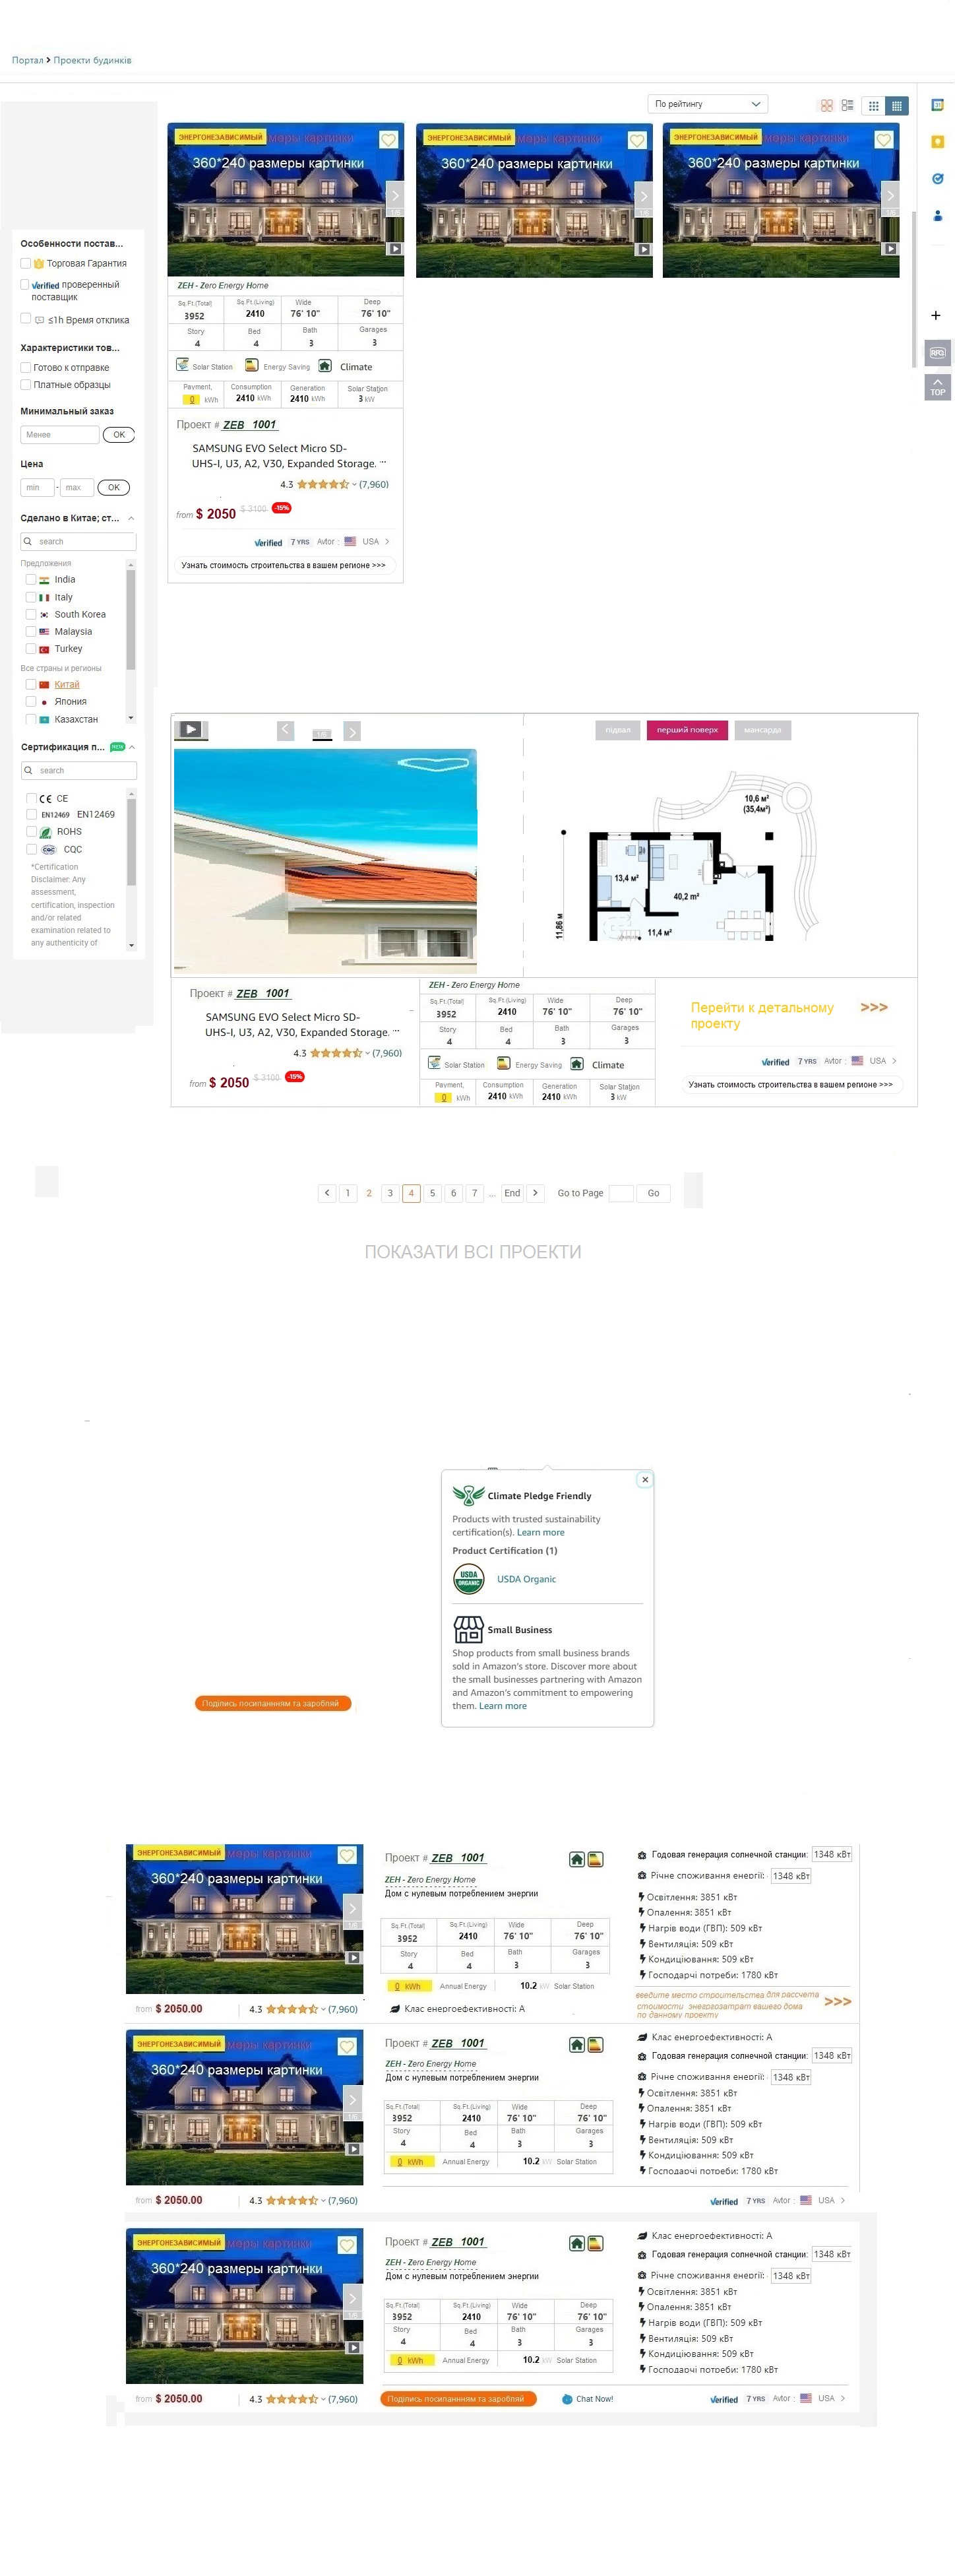 Портал > Проекти будинків
По рейтингу
ЭНЕРГОНЕЗАВИСИМЫЙ
360*240 размеры картинки
ЭНЕРГОНЕЗАВИСИМЫЙ
360*240 размеры картинки
ЭНЕРГОНЕЗАВИСИМЫЙ
360*240 размеры картинки
Особенности постав...
Торговая Гарантия
Verified проверенный
поставщик
≤1h Время отклика
Характеристики тов...
Готово к отправке
Платные образцы
Минимальный заказ
Менее OK
Цена
min - max OK
Сделано в Китае; ст...
search
Предложения
India
Italy
South Korea
Malaysia
Turkey
Все страны и регионы
Китай
Япония
Казахстан
Сертификация п... NEW
search
CE CE
EN12469 EN12469
ROHS
CQC CQC
*Certification
Disclaimer: Any
assessment,
certification, inspection
and/or related
examination related to
any authenticity of
ZEH - Zero Energy Home
Sq.Ft.(Total) Sq.Ft.(Living) Wide Deep
3952 2410 76' 10" 76' 10"
Story Bed Bath Garages
4 4 3 3
Solar Station Energy Saving Climate
Payment, Consumption Generation Solar Station
0 kWh 2410 kWh 2410 kWh 3 kW
Проект # ZEB 1001
SAMSUNG EVO Select Micro SD-
UHS-I, U3, A2, V30, Expanded Storage. ...
4.3 (7,960)
from $ 2050 $ 3100 -15%
Verified 7 YRS Avtor : USA >
Узнать стоимость строительства в вашем регионе >>>
RFQ
TOP
підвал перший поверх мансарда
10,6 м²
(35,4м²)
13,4 м²
40,2 m²
11,4 м²
11,86 м
Проект # ZEB 1001
SAMSUNG EVO Select Micro SD-
UHS-I, U3, A2, V30, Expanded Storage. ...
4.3 (7,960)
from $ 2050 $ 3100 -15%
ZEH - Zero Energy Home
Sq.Ft.(Total) Sq.Ft.(Living) Wide Deep
3952 2410 76' 10" 76' 10"
Story Bed Bath Garages
4 4 3 3
Solar Station Energy Saving Climate
Payment, Consumption Generation Solar Station
0 kWh 2410 kWh 2410 kWh 3 kW
Перейти к детальному >>>
проекту
Verified 7 YRS Avtor : USA >
Узнать стоимость строительства в вашем регионе >>>
< 1 2 3 4 5 6 7 ... End > Go to Page Go
ПОКАЗАТИ ВСІ ПРОЕКТИ
Climate Pledge Friendly
Products with trusted sustainability
certification(s). Learn more
Product Certification (1)
USDA ORGANIC USDA Organic
Small Business
Shop products from small business brands
sold in Amazon's store. Discover more about
the small businesses partnering with Amazon
and Amazon's commitment to empowering
them. Learn more
Поділись посиланнням та заробляй
ЭНЕРГОНЕЗАВИСИМЫЙ
360*240 размеры картинки
from $ 2050.00 4.3 (7,960)
Проект # ZEB 1001
ZEH - Zero Energy Home
Дом с нулевым потреблением энергии
Sq.Ft.(Total) Sq.Ft.(Living) Wide Deep
3952 2410 76' 10" 76' 10"
Story Bed Bath Garages
4 4 3 3
0 kWh Annual Energy 10.2 kW Solar Station
Клас енергоефективності: А
Годовая генерация солнечной станции: 1348 кВт
Річне споживання енергії: 1348 кВт
Освітлення: 3851 кВт
Опалення: 3851 кВт
Нагрів води (ГВП): 509 кВт
Вентиляція: 509 кВт
Кондиціювання: 509 кВт
Господарчі потреби: 1780 кВт
введите место строительства для рассчета
стоимости энергозатрат вашего дома >>>
по данному проекту
ЭНЕРГОНЕЗАВИСИМЫЙ
360*240 размеры картинки
from $ 2050.00 4.3 (7,960)
Проект # ZEB 1001
ZEH - Zero Energy Home
Дом с нулевым потреблением энергии
Sq.Ft.(Total) Sq.Ft.(Living) Wide Deep
3952 2410 76' 10" 76' 10"
Story Bed Bath Garages
4 4 3 3
0 kWh Annual Energy 10.2 kW Solar Station
Клас енергоефективності: А
Годовая генерация солнечной станции: 1348 кВт
Річне споживання енергії: 1348 кВт
Освітлення: 3851 кВт
Опалення: 3851 кВт
Нагрів води (ГВП): 509 кВт
Вентиляція: 509 кВт
Кондиціювання: 509 кВт
Господарчі потреби: 1780 кВт
Verified 7 YRS Avtor : USA >
ЭНЕРГОНЕЗАВИСИМЫЙ
360*240 размеры картинки
from $ 2050.00 4.3 (7,960)
Проект # ZEB 1001
ZEH - Zero Energy Home
Дом с нулевым потреблением энергии
Sq.Ft.(Total) Sq.Ft.(Living) Wide Deep
3952 2410 76' 10" 76' 10"
Story Bed Bath Garages
4 4 3 3
0 kWh Annual Energy 10.2 kW Solar Station
Поділись посиланнням та заробляй Chat Now!
Клас енергоефективності: А
Годовая генерация солнечной станции: 1348 кВт
Річне споживання енергії: 1348 кВт
Освітлення: 3851 кВт
Опалення: 3851 кВт
Нагрів води (ГВП): 509 кВт
Вентиляція: 509 кВт
Кондиціювання: 509 кВт
Господарчі потреби: 1780 кВт
Verified 7 YRS Avtor : USA >